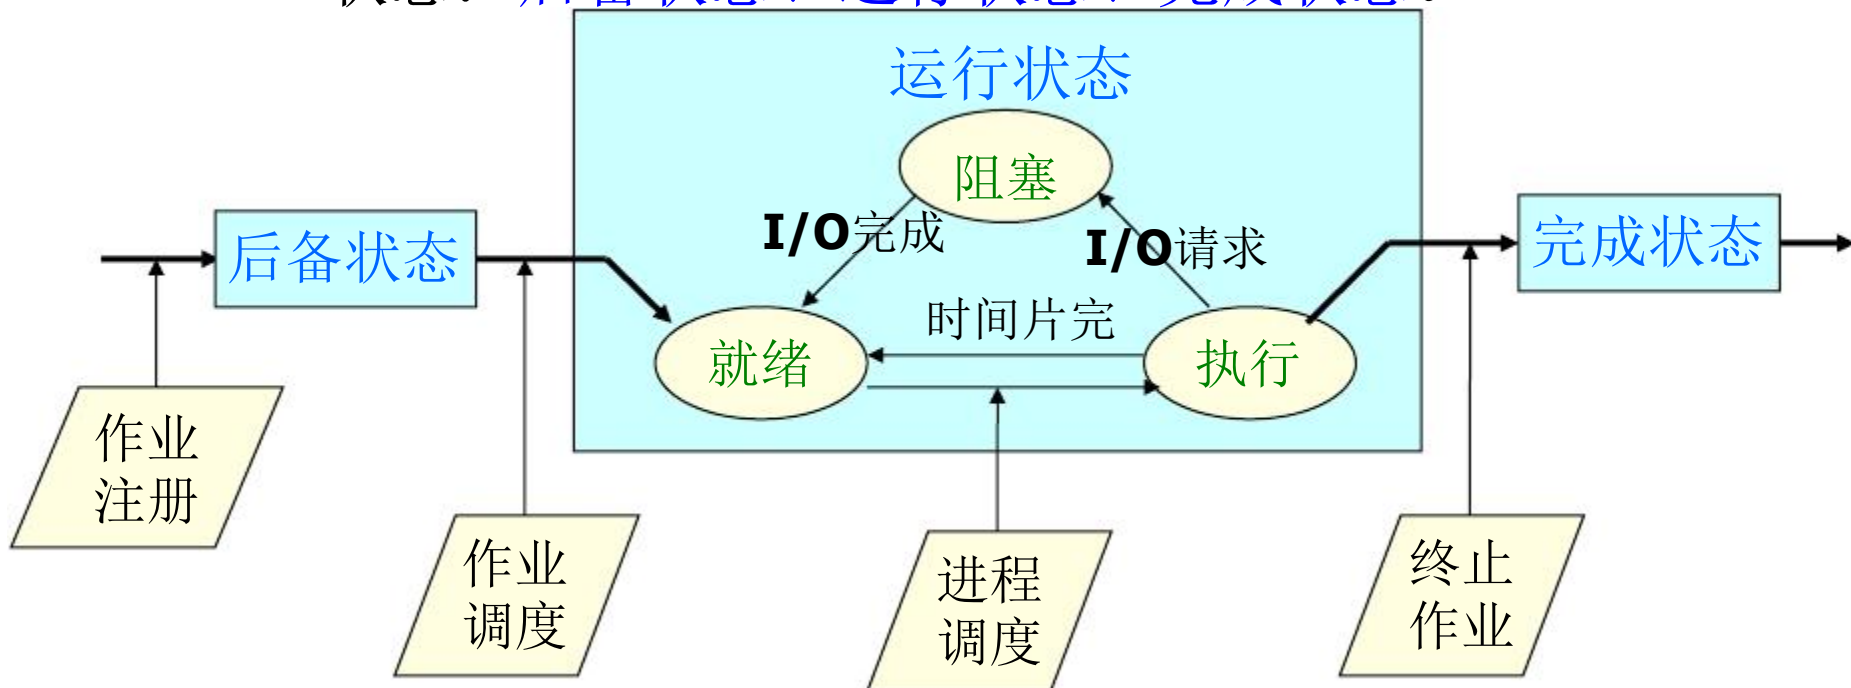 运行状态
阻塞
I/O完成
I/O请求
后备状态
完成状态
时间片完
就绪
执行
作业
注册
作业
调度
进程
调度
终止
作业